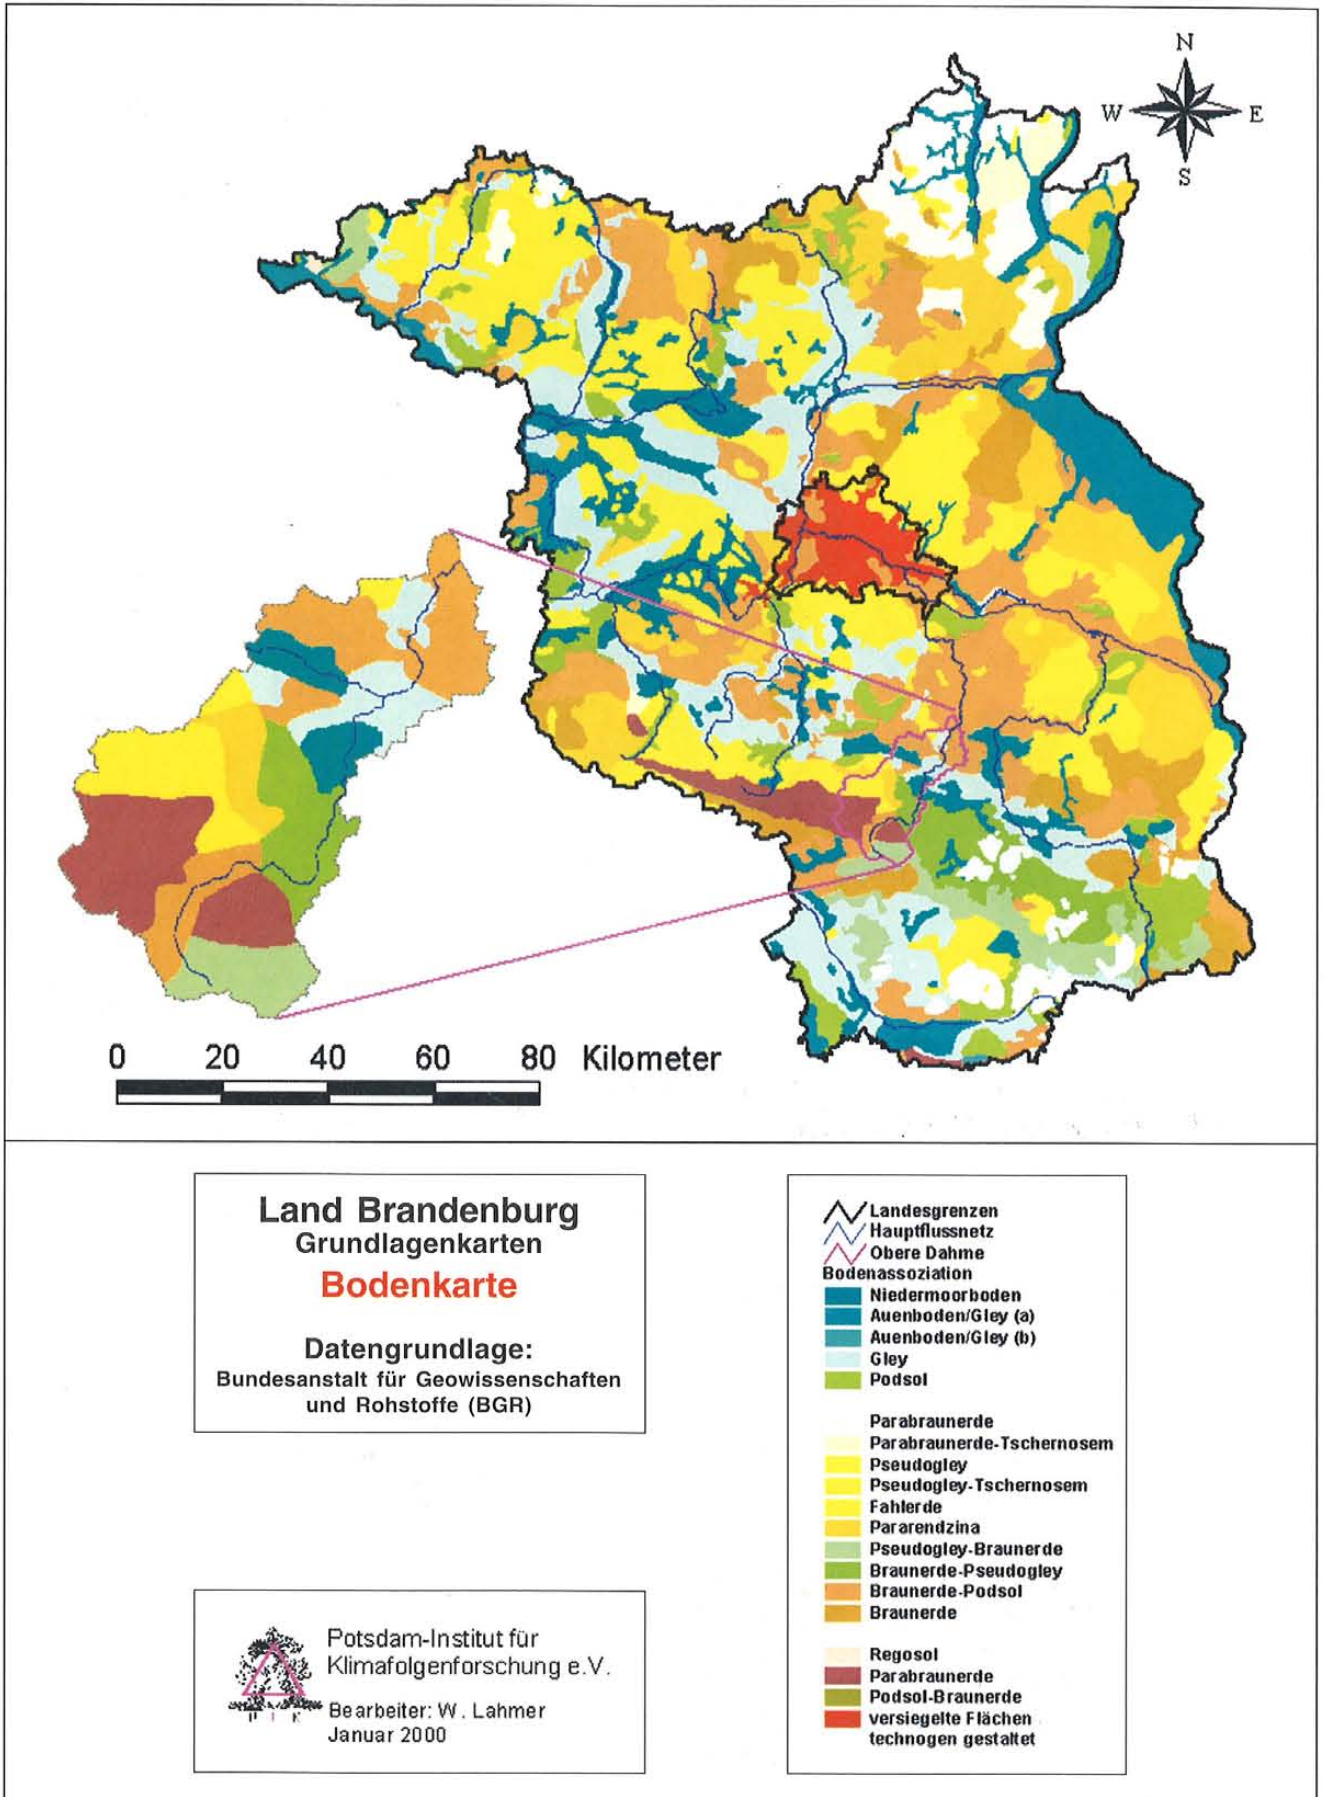 N
W E
S
0 20 40 60 80 Kilometer
Land Brandenburg
Grundlagenkarten
Bodenkarte
Datengrundlage:
Bundesanstalt für Geowissenschaften
und Rohstoffe (BGR)
Potsdam-Institut für
Klimafolgenforschung e.V.
Bearbeiter: W. Lahmer
Januar 2000
P I K
Landesgrenzen
Hauptflussnetz
Obere Dahme
Bodenassoziation
Niedermoorboden
Auenboden/Gley (a)
Auenboden/Gley (b)
Gley
Podsol
Parabraunerde
Parabraunerde-Tschernosem
Pseudogley
Pseudogley-Tschernosem
Fahlerde
Pararendzina
Pseudogley-Braunerde
Braunerde-Pseudogley
Braunerde-Podsol
Braunerde
Regosol
Parabraunerde
Podsol-Braunerde
versiegelte Flächen
technogen gestaltet